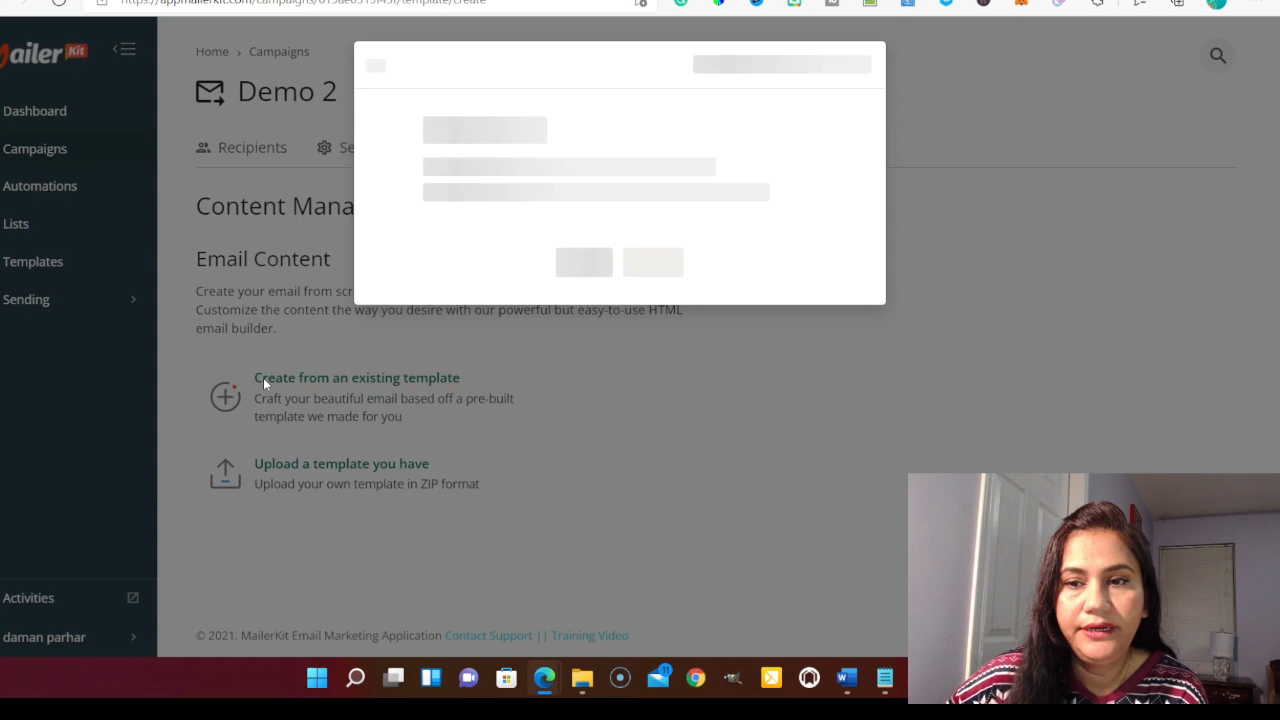 ailer Kit
Home › Campaigns
Demo 2
Dashboard
Recipients
Campaigns
Automations
Lists
Templates
Sending
Content Mana
Email Content
Create your email from scr
Customize the content the way you desire with our powerful but easy-to-use HTML
email builder.
Create from an existing template
Craft your beautiful email based off a pre-built
template we made for you
Upload a template you have
Upload your own template in ZIP format
Activities
daman parhar
© 2021. MailerKit Email Marketing Application Contact Support || Training Video
11